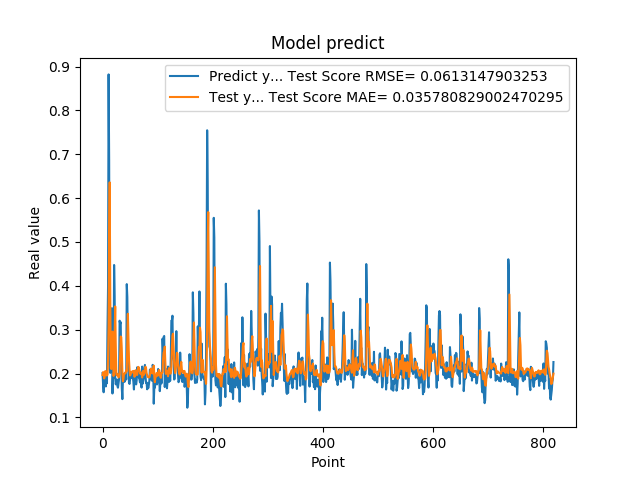 Model predict
Predict y... Test Score RMSE= 0.0613147903253
Test y... Test Score MAE= 0.035780829002470295
0.9
0.8
0.7
0.6
0.5
0.4
0.3
0.2
0.1
Real value
0 200 400 600 800
Point